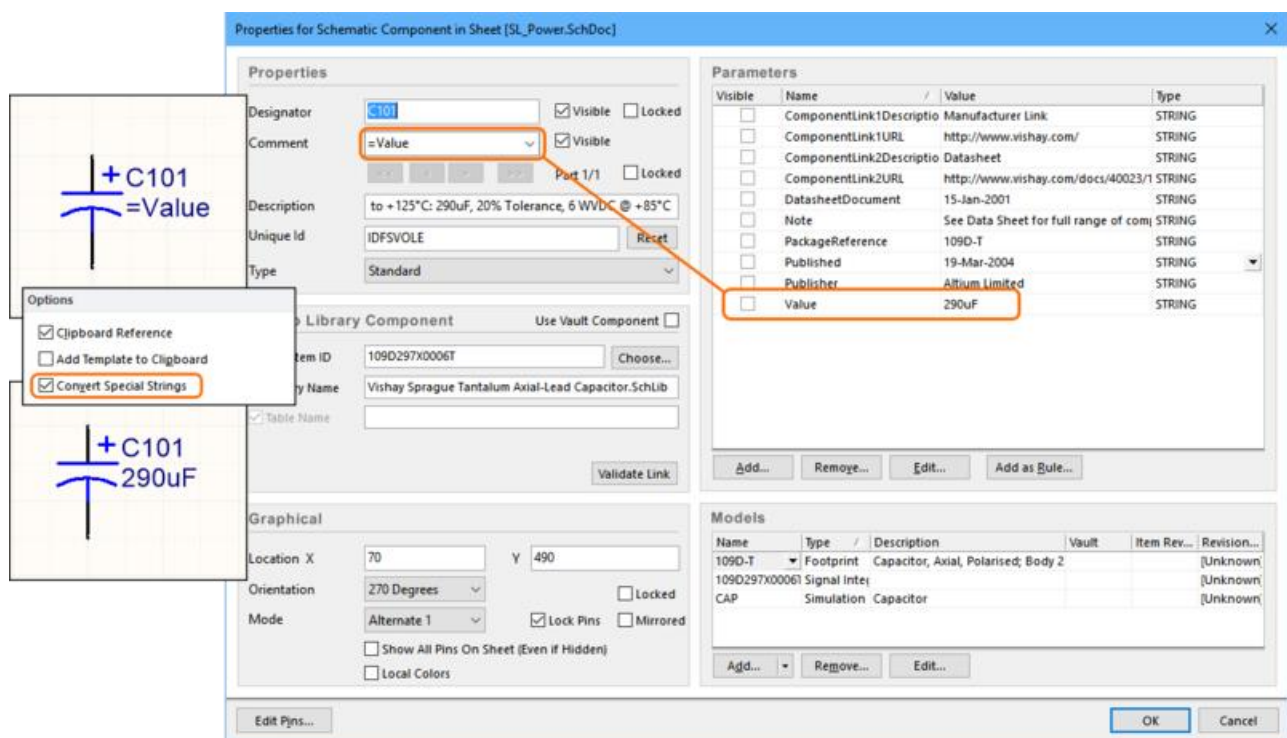 Properties for Schematic Component in Sheet [SL_Power.SchDoc]
Properties
Designator C101 Visible Locked
Comment =Value Visible
<< < > >> Part 1/1 Locked
Description to +125°C: 290uF, 20% Tolerance, 6 WVDC @ +85°C
Unique Id IDFSVOLE Reset
Type Standard
Library Component Use Vault Component
tem ID 109D297X0006T Choose...
y Name Vishay Sprague Tantalum Axial-Lead Capacitor.SchLib
Table Name
Validate Link
Graphical
Location X 70 Y 490
Orientation 270 Degrees Locked
Mode Alternate 1 Lock Pins Mirrored
Show All Pins On Sheet (Even if Hidden)
Local Colors
Edit Pins...
+ C101
=Value
Options
Clipboard Reference
Add Template to Clipboard
Convert Special Strings
+ C101
290uF
Parameters
Visible Name Value Type
ComponentLink1Descriptio Manufacturer Link STRING
ComponentLink1URL http://www.vishay.com/ STRING
ComponentLink2Descriptio Datasheet STRING
ComponentLink2URL http://www.vishay.com/docs/40023/1 STRING
DatasheetDocument 15-Jan-2001 STRING
Note See Data Sheet for full range of com STRING
PackageReference 109D-T STRING
Published 19-Mar-2004 STRING
Publisher Altium Limited STRING
Value 290uF STRING
Add... Remove... Edit... Add as Rule...
Models
Name Type Description Vault Item Rev... Revision...
109D-T Footprint Capacitor, Axial, Polarised; Body 2 [Unknown]
109D297X0006T Signal Inte [Unknown]
CAP Simulation Capacitor [Unknown]
Add... Remove... Edit...
OK Cancel